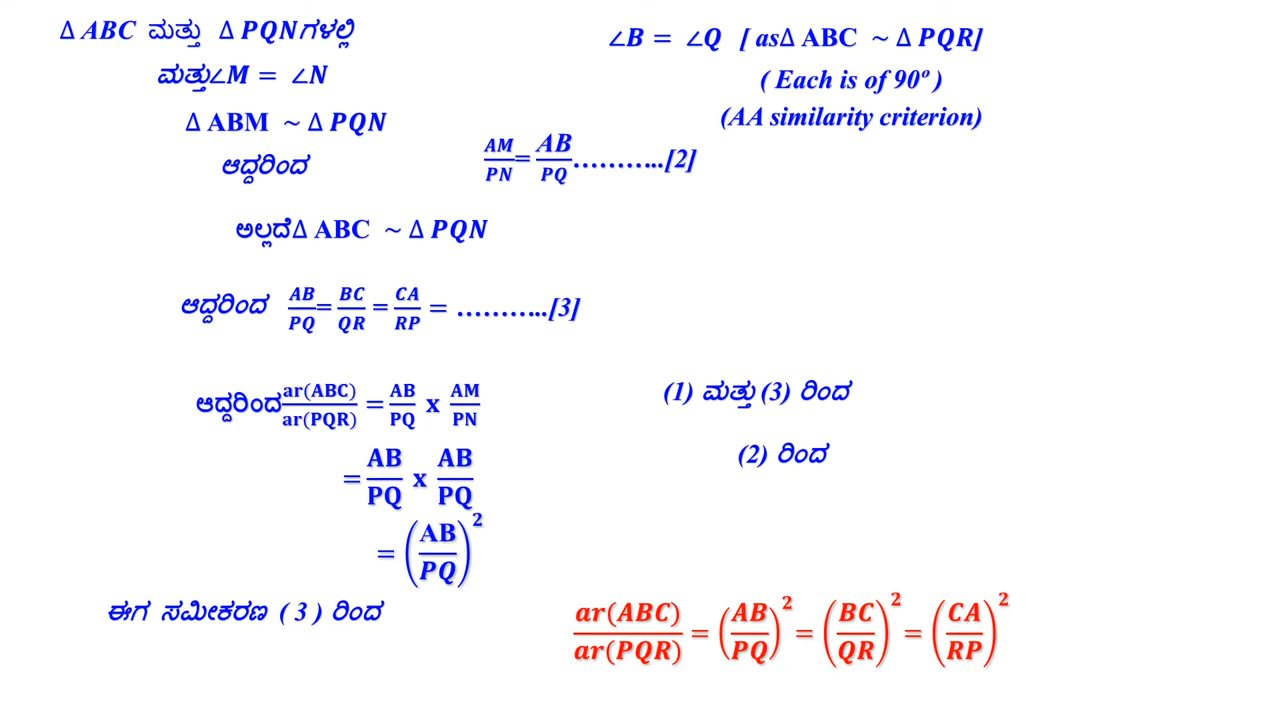 Δ ABC ಮತ್ತು Δ PQNಗಳಲ್ಲಿ
∠B = ∠Q [ asΔ ABC ~ Δ PQR]
ಮತ್ತು∠M = ∠N
( Each is of 90º )
Δ ABM ~ Δ PQN
(AA similarity criterion)
ಆದ್ದರಿಂದ AM/PN= AB/PQ………..[2]
ಅಲ್ಲದೆΔ ABC ~ Δ PQN
ಆದ್ದರಿಂದ AB/PQ= BC/QR = CA/RP = ………..[3]
ಆದ್ದರಿಂದar(ABC)/ar(PQR) = AB/PQ x AM/PN (1) ಮತ್ತು (3) ರಿಂದ
= AB/PQ x AB/PQ (2) ರಿಂದ
= (AB/PQ)²
ಈಗ ಸಮೀಕರಣ ( 3 ) ರಿಂದ ar(ABC)/ar(PQR) = (AB/PQ)² = (BC/QR)² = (CA/RP)²